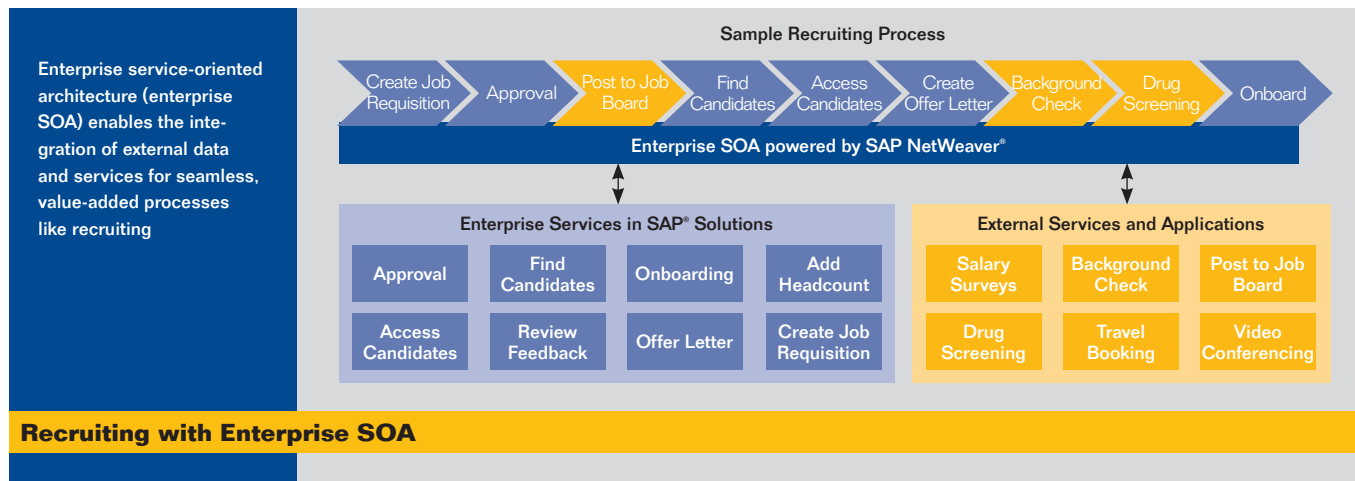 Enterprise service-oriented
architecture (enterprise
SOA) enables the inte-
gration of external data
and services for seamless,
value-added processes
like recruiting
Sample Recruiting Process
Create Job
Requisition
Approval
Post to Job
Board
Find
Candidates
Access
Candidates
Create
Offer Letter
Background
Check
Drug
Screening
Onboard
Enterprise SOA powered by SAP NetWeaver®
Enterprise Services in SAP® Solutions
Approval
Find
Candidates
Onboarding
Add
Headcount
Access
Candidates
Review
Feedback
Offer Letter
Create Job
Requisition
External Services and Applications
Salary
Surveys
Background
Check
Post to Job
Board
Drug
Screening
Travel
Booking
Video
Conferencing
Recruiting with Enterprise SOA